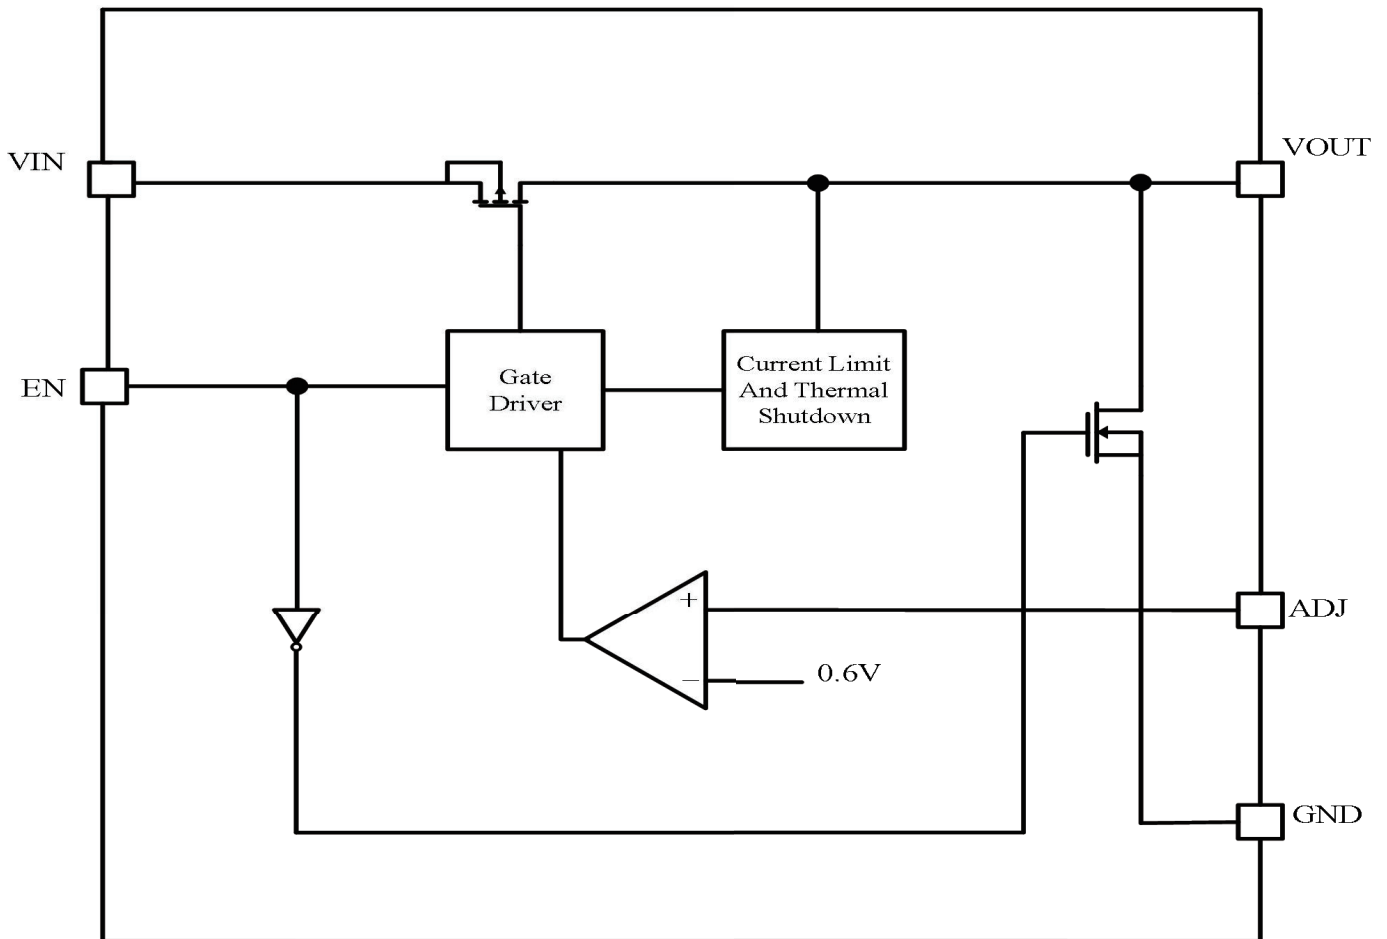 VIN
VOUT
EN
Gate
Driver
Current Limit
And Thermal
Shutdown
+
ADJ
−
0.6V
GND